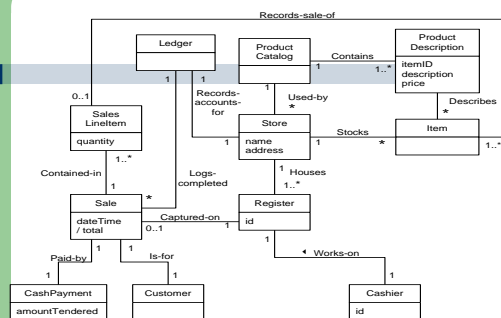 Records-sale-of
Ledger
Product
Catalog
Product
Description
itemID
description
price
Contains
1
1..*
1
1
1
1
0..1
Records-
accounts-
for
Used-by
*
Describes
*
Sales
LineItem
quantity
Store
name
address
1
Stocks
*
Item
1..*
1..*
Contained-in
1
Logs-
completed
*
1
Houses
1..*
Sale
dateTime
/ total
0..1
Captured-on
1
Register
id
1
1
1
Paid-by
Is-for
Works-on
1
1
1
CashPayment
amountTendered
Customer
Cashier
id